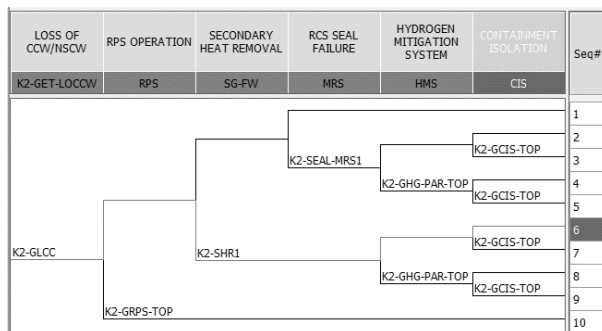 LOSS OF CCW/NSCW
RPS OPERATION
SECONDARY HEAT REMOVAL
RCS SEAL FAILURE
HYDROGEN MITIGATION SYSTEM
CONTAINMENT ISOLATION
Seq#
K2-GET-LOCCW
RPS
SG-FW
MRS
HMS
CIS
1
2
K2-GCIS-TOP
K2-SEAL-MRS1
3
K2-GHG-PAR-TOP
4
K2-GCIS-TOP
5
6
K2-GCIS-TOP
K2-GLCC
K2-SHR1
7
K2-GHG-PAR-TOP
8
K2-GCIS-TOP
9
K2-GRPS-TOP
10